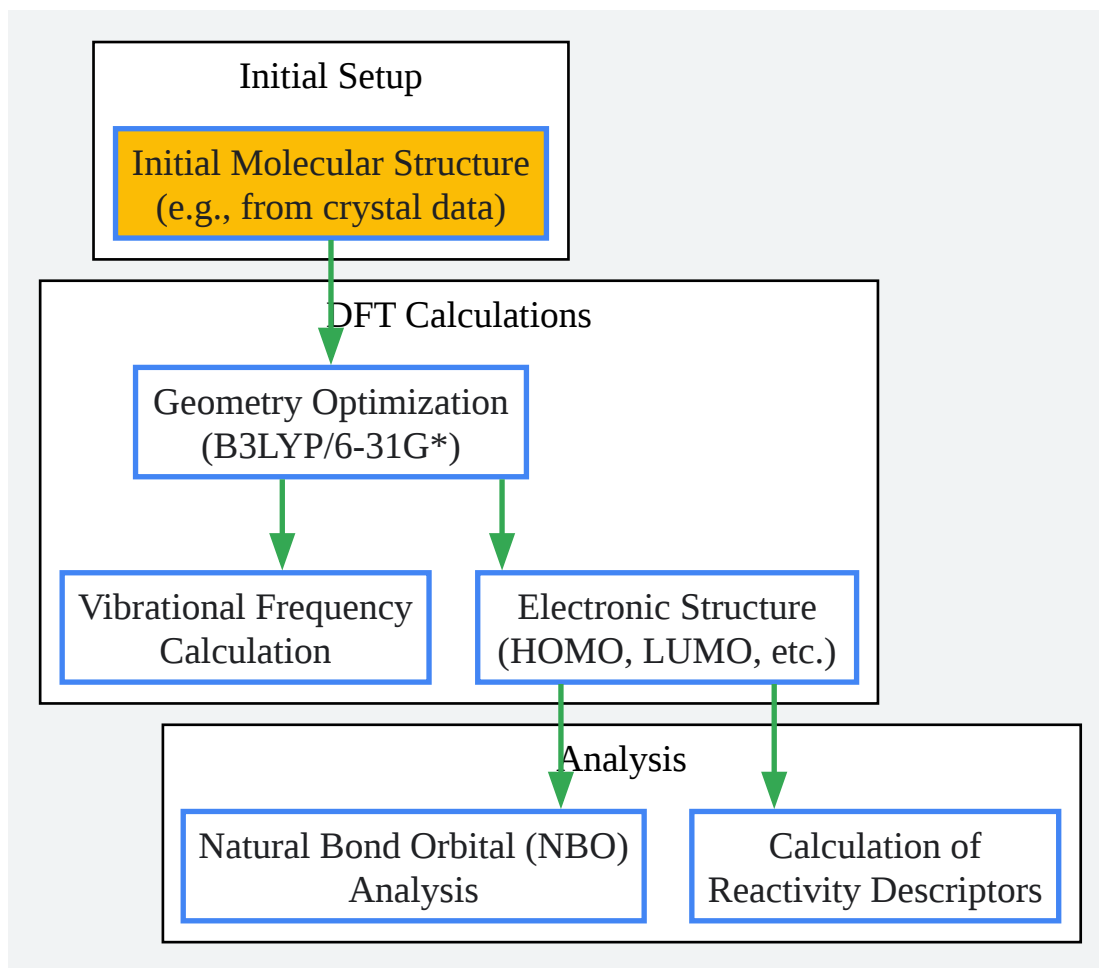 Initial Setup
Initial Molecular Structure
(e.g., from crystal data)
DFT Calculations
Geometry Optimization
(B3LYP/6-31G*)
Vibrational Frequency
Calculation
Electronic Structure
(HOMO, LUMO, etc.)
Analysis
Natural Bond Orbital (NBO)
Analysis
Calculation of
Reactivity Descriptors